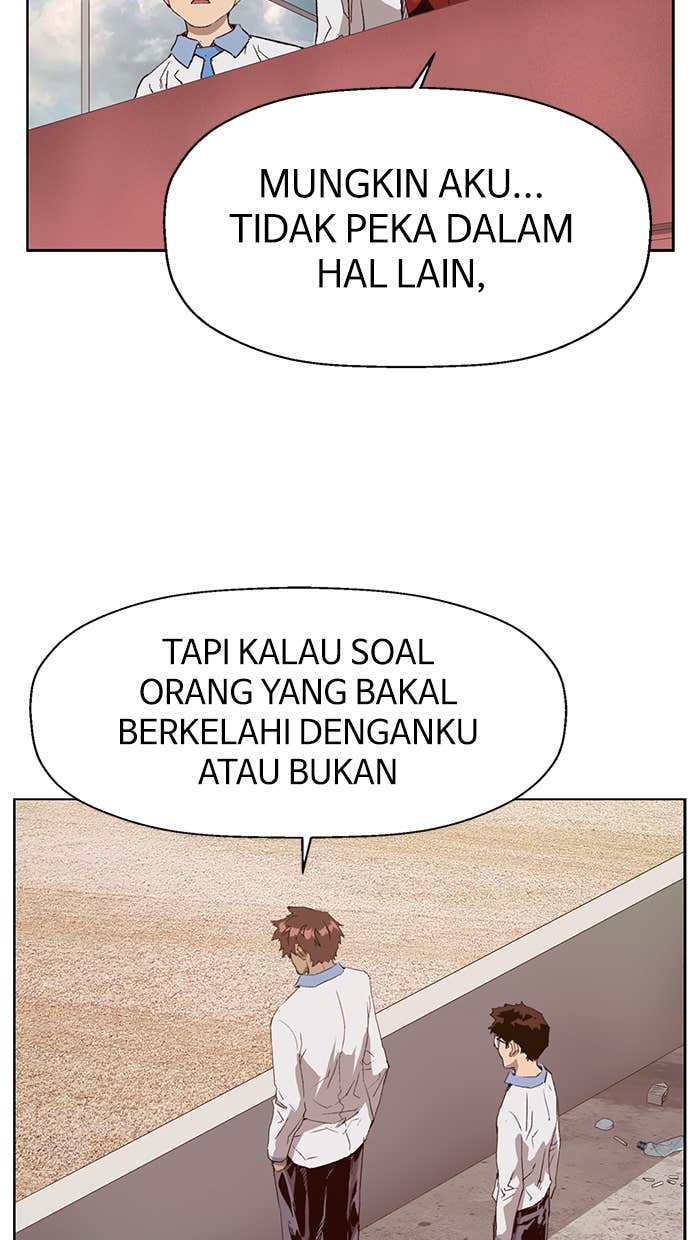 MUNGKIN AKU...
TIDAK PEKA DALAM
HAL LAIN,
TAPI KALAU SOAL
ORANG YANG BAKAL
BERKELAHI DENGANKU
ATAU BUKAN